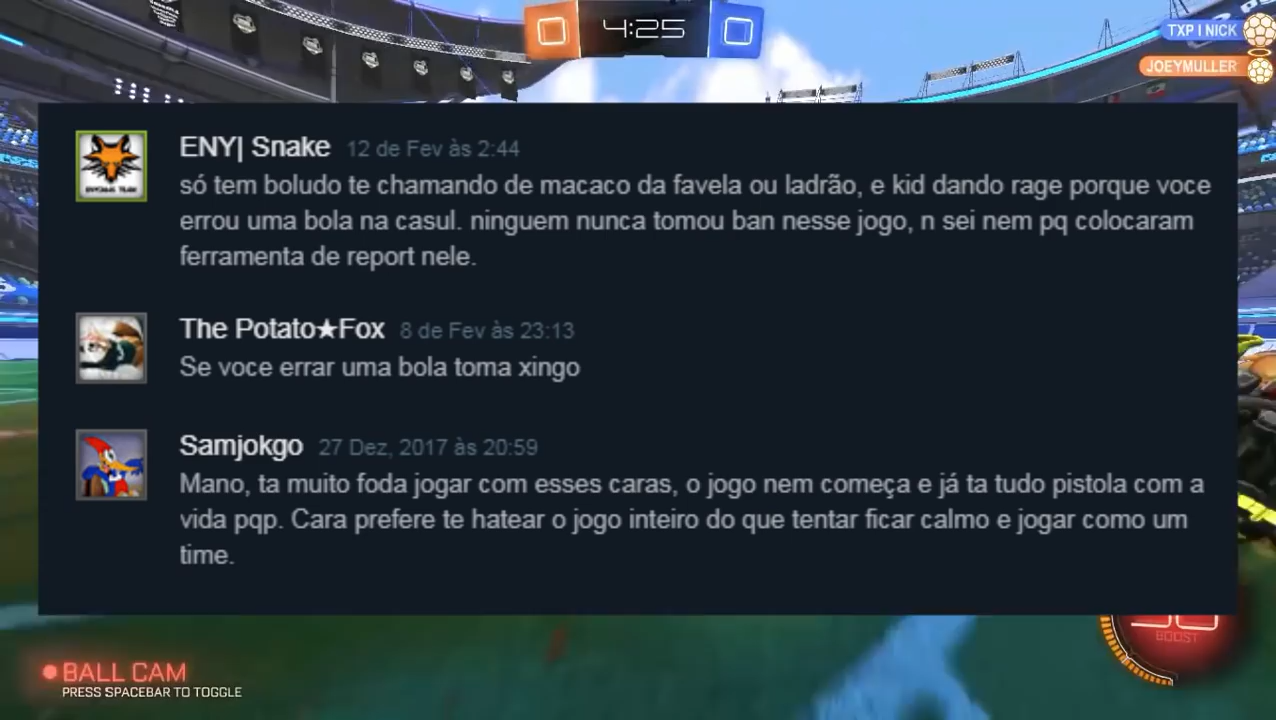 4:25
0
0
TXP | NICK
JOEYMULLER
ENY| Snake 12 de Fev às 2:44
só tem boludo te chamando de macaco da favela ou ladrão, e kid dando rage porque voce
errou uma bola na casul. ninguem nunca tomou ban nesse jogo, n sei nem pq colocaram
ferramenta de report nele.
The Potato★Fox 8 de Fev às 23:13
Se voce errar uma bola toma xingo
Samjokgo 27 Dez, 2017 às 20:59
Mano, ta muito foda jogar com esses caras, o jogo nem começa e já ta tudo pistola com a
vida pqp. Cara prefere te hatear o jogo inteiro do que tentar ficar calmo e jogar como um
time.
BOOST
BALL CAM
PRESS SPACEBAR TO TOGGLE